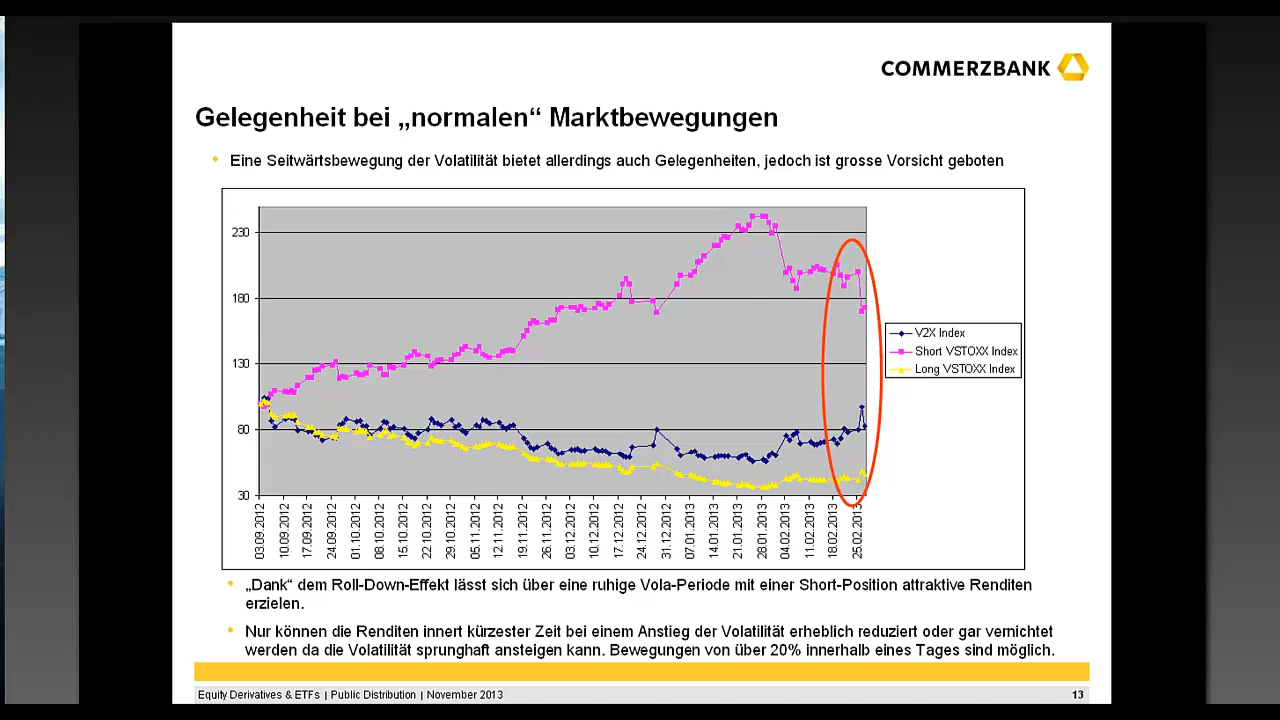 COMMERZBANK
Gelegenheit bei „normalen“ Marktbewegungen
Eine Seitwärtsbewegung der Volatilität bietet allerdings auch Gelegenheiten, jedoch ist grosse Vorsicht geboten
230
180
130
80
30
03.09.2012
10.09.2012
17.09.2012
24.09.2012
01.10.2012
08.10.2012
15.10.2012
22.10.2012
29.10.2012
05.11.2012
12.11.2012
19.11.2012
26.11.2012
03.12.2012
10.12.2012
17.12.2012
24.12.2012
31.12.2012
07.01.2013
14.01.2013
21.01.2013
28.01.2013
04.02.2013
11.02.2013
18.02.2013
25.02.2013
V2X Index
Short VSTOXX Index
Long VSTOXX Index
„Dank“ dem Roll-Down-Effekt lässt sich über eine ruhige Vola-Periode mit einer Short-Position attraktive Renditen
erzielen.
Nur können die Renditen innert kürzester Zeit bei einem Anstieg der Volatilität erheblich reduziert oder gar vernichtet
werden da die Volatilität sprunghaft ansteigen kann. Bewegungen von über 20% innerhalb eines Tages sind möglich.
Equity Derivatives & ETFs | Public Distribution | November 2013
13